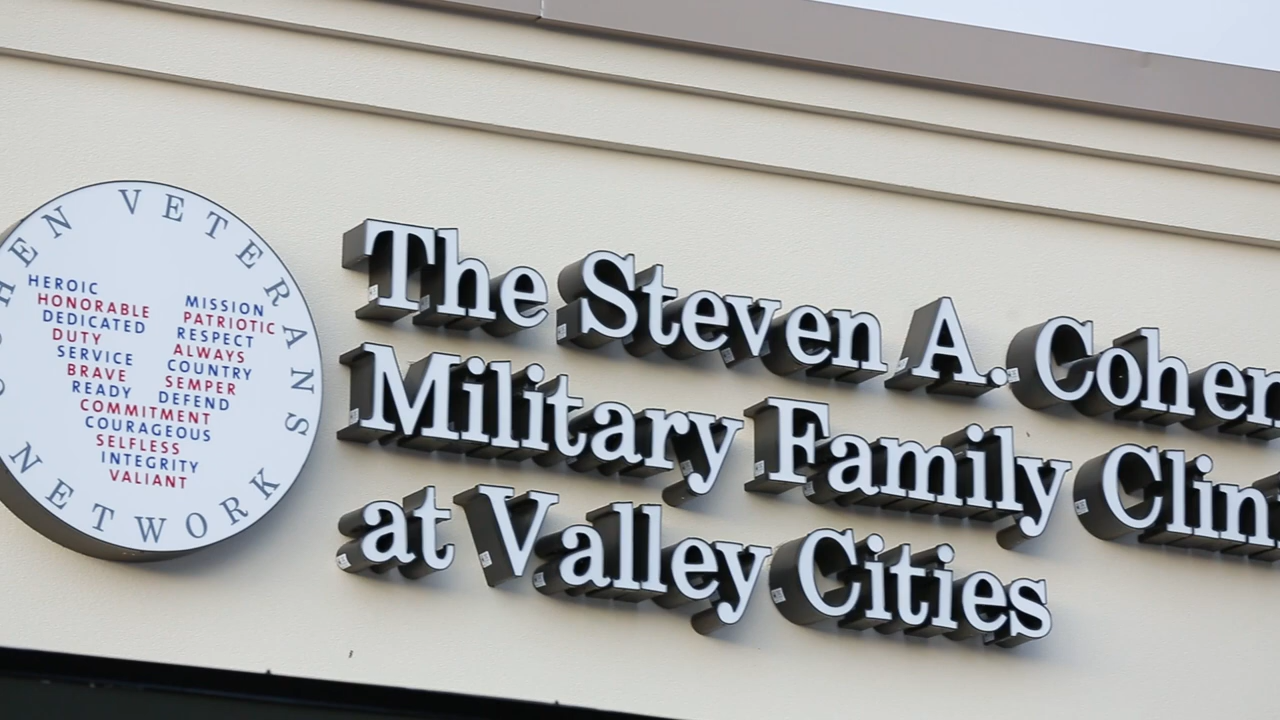 COHEN VETERANS NETWORK
HEROIC
HONORABLE MISSION
DEDICATED PATRIOTIC
DUTY RESPECT
SERVICE ALWAYS
BRAVE COUNTRY
READY SEMPER
DEFEND
COMMITMENT
COURAGEOUS
SELFLESS
INTEGRITY
VALIANT
The Steven A. Cohen
Military Family Clin
at Valley Cities